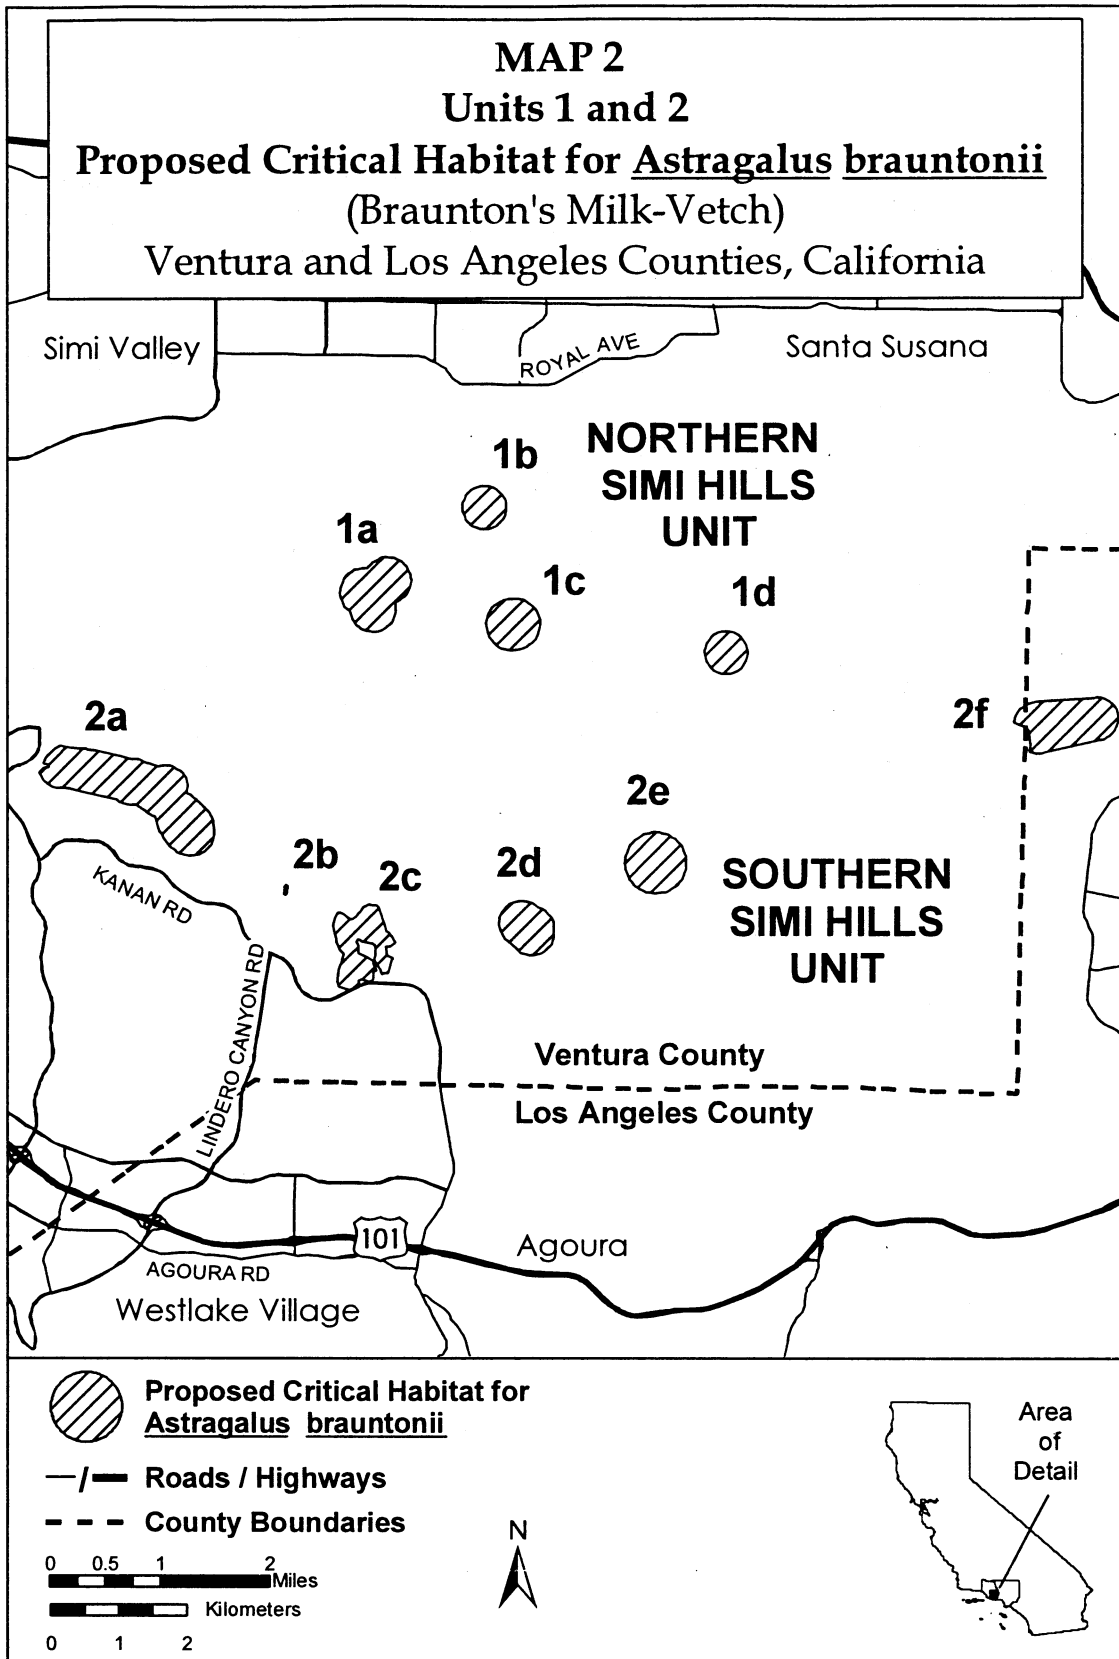 MAP 2
Units 1 and 2
Proposed Critical Habitat for Astragalus brauntonii
(Braunton's Milk-Vetch)
Ventura and Los Angeles Counties, California
Simi Valley
ROYAL AVE
Santa Susana
1b
NORTHERN
SIMI HILLS
UNIT
1a
1c
1d
2a
2f
2e
2b
2c
2d
SOUTHERN
SIMI HILLS
UNIT
KANAN RD
LINDERO CANYON RD
Ventura County
Los Angeles County
101
Agoura
AGOURA RD
Westlake Village
Proposed Critical Habitat for
Astragalus brauntonii
Roads / Highways
County Boundaries
0 0.5 1 2
Miles
Kilometers
0 1 2
N
Area
of
Detail